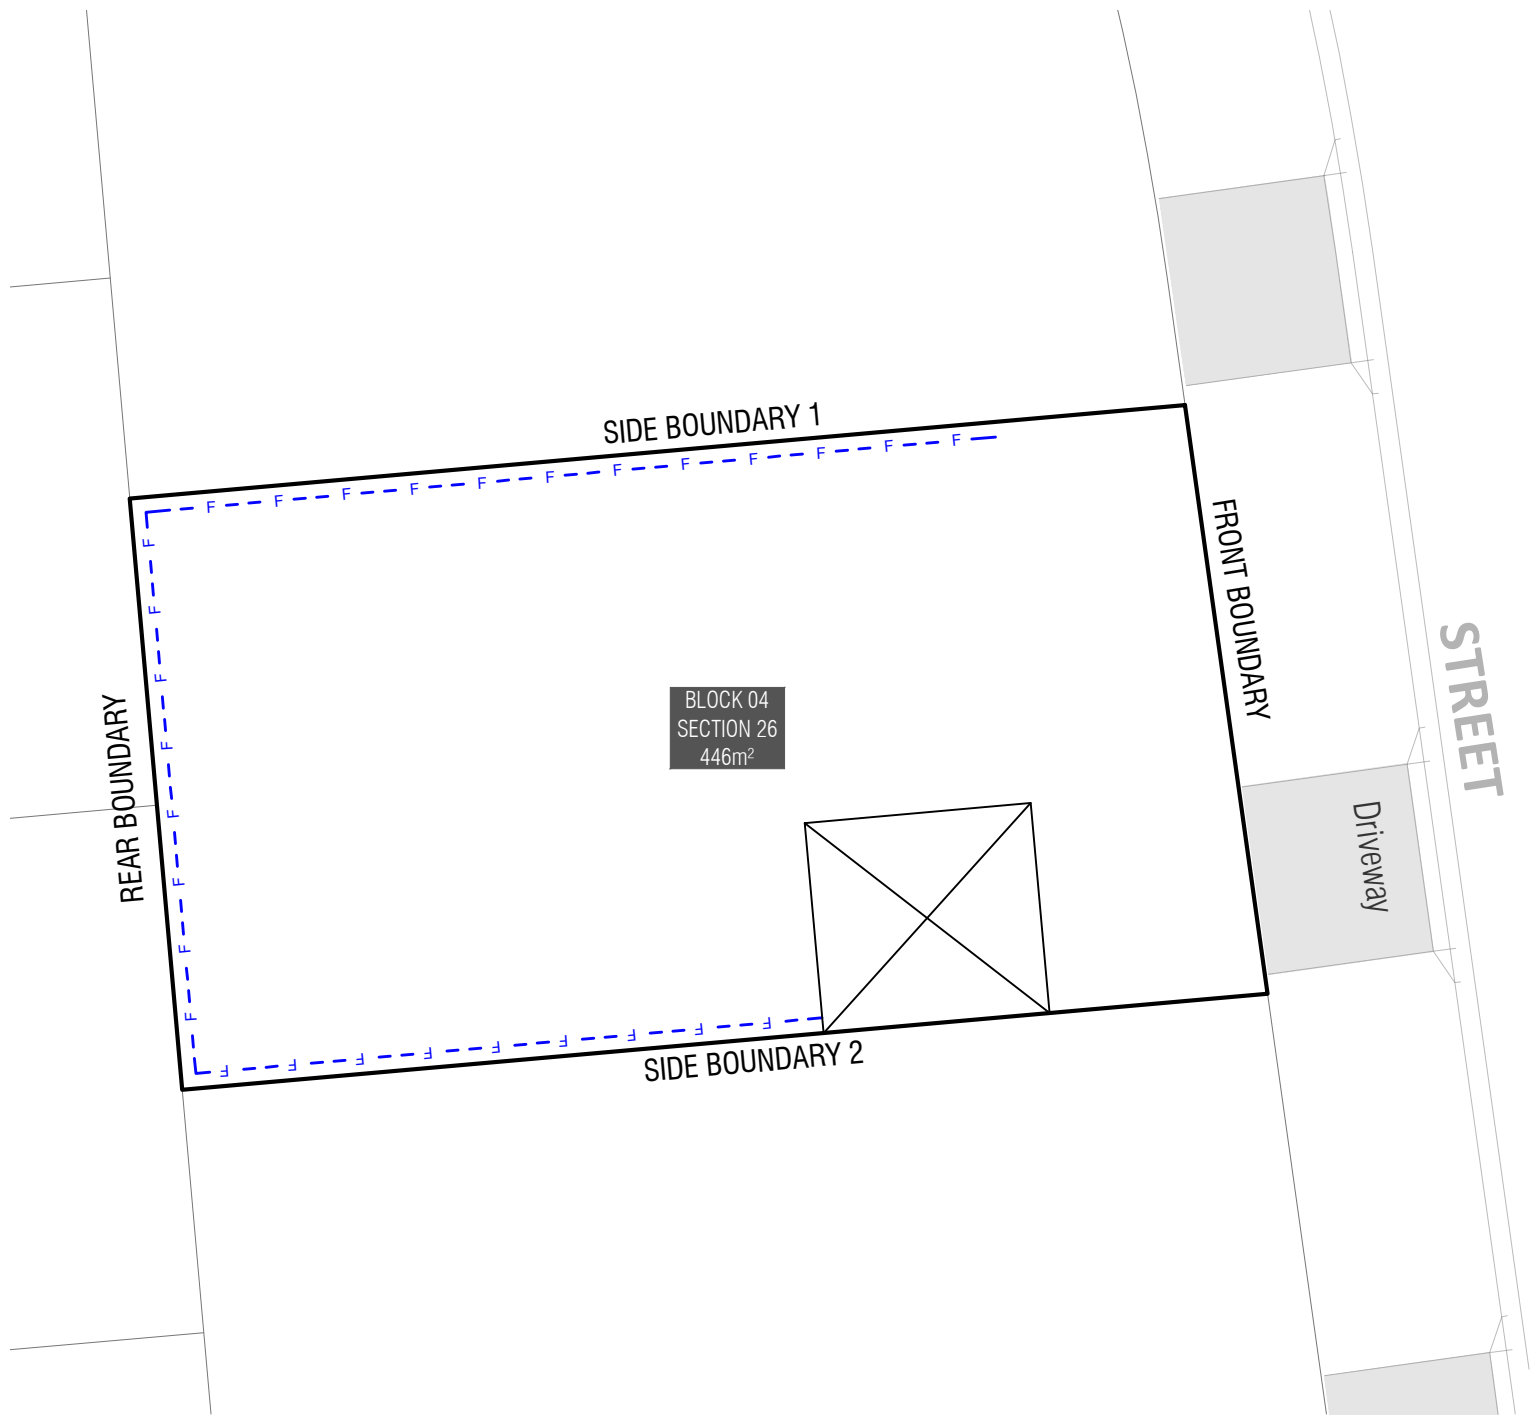 SIDE BOUNDARY 1
F F F F F F F F F F F F
FRONT BOUNDARY
STREET
F F F F F F F F
REAR BOUNDARY
BLOCK 04
SECTION 26
446m²
Driveway
F F F F F F F F F
SIDE BOUNDARY 2